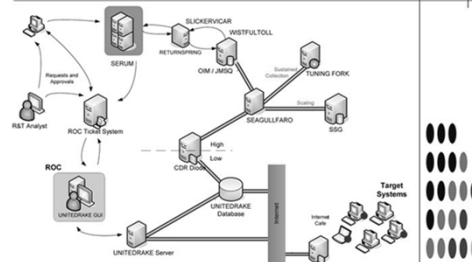 SLICKERVICAR
WISTFULTOLL
SERUM
RETURNSPRING
OIM / JMSQ
Sustained
Collection
TUNING FORK
Requests and
Approvals
R&T Analyst
ROC Ticket System
SEAGULLFARO
Scaling
SSG
High
Low
CDR Diode
ROC
UNITEDRAKE GUI
UNITEDRAKE
Database
Target
Systems
Internet
Internet
Cafe
UNITEDRAKE Server